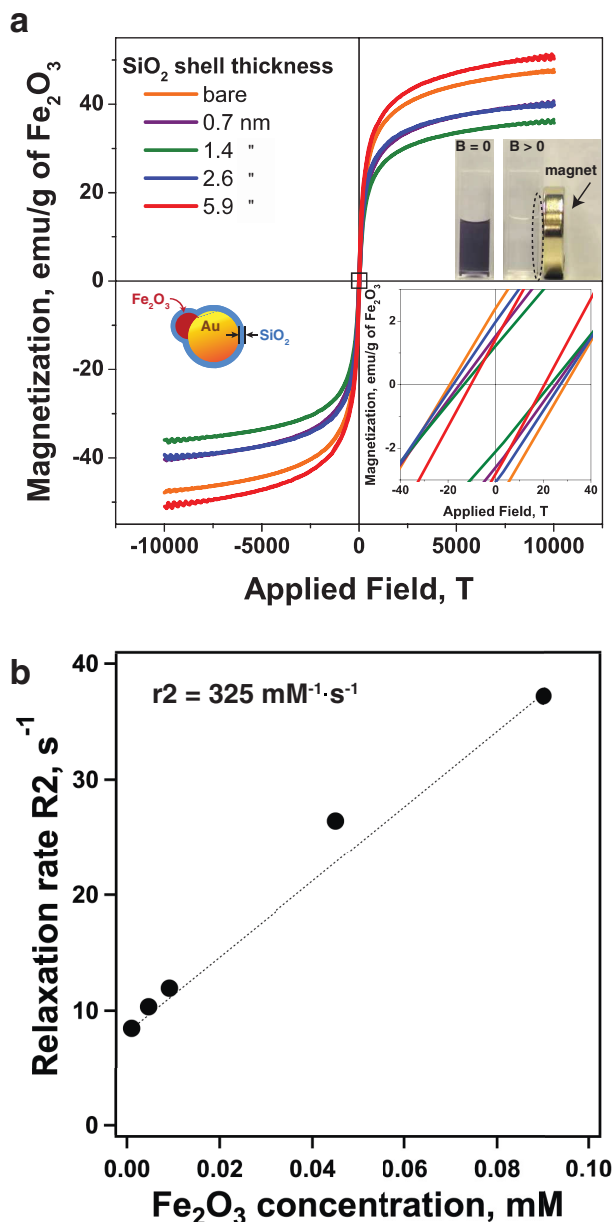 a
SiO₂ shell thickness
bare
0.7 nm
1.4 "
2.6 "
5.9 "
Magnetization, emu/g of Fe₂O₃
40
20
0
-20
-40
B = 0
B > 0
magnet
Fe₂O₃
Au
SiO₂
Magnetization, emu/g of Fe₂O₃
2
0
-2
-40
-20
0
20
40
Applied Field, T
-10000
-5000
0
5000
10000
Applied Field, T
b
r2 = 325 mM⁻¹·s⁻¹
Relaxation rate R2, s⁻¹
40
30
20
10
0
0.00
0.02
0.04
0.06
0.08
0.10
Fe₂O₃ concentration, mM